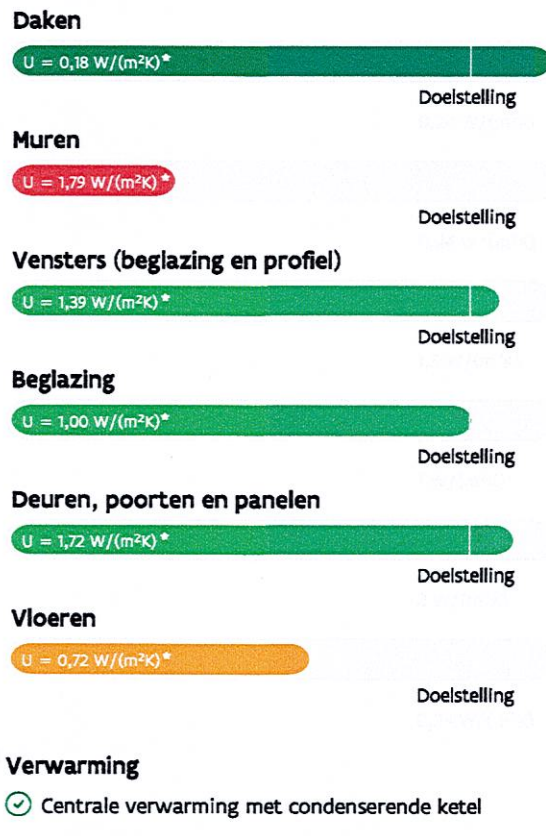 Daken
U = 0,18 W/(m²K)*
Doelstelling
Muren
U = 1,79 W/(m²K)*
Doelstelling
Vensters (beglazing en profiel)
U = 1,39 W/(m²K)*
Doelstelling
Beglazing
U = 1,00 W/(m²K)*
Doelstelling
Deuren, poorten en panelen
U = 1,72 W/(m²K)*
Doelstelling
Vloeren
U = 0,72 W/(m²K)*
Doelstelling
Verwarming
Centrale verwarming met condenserende ketel